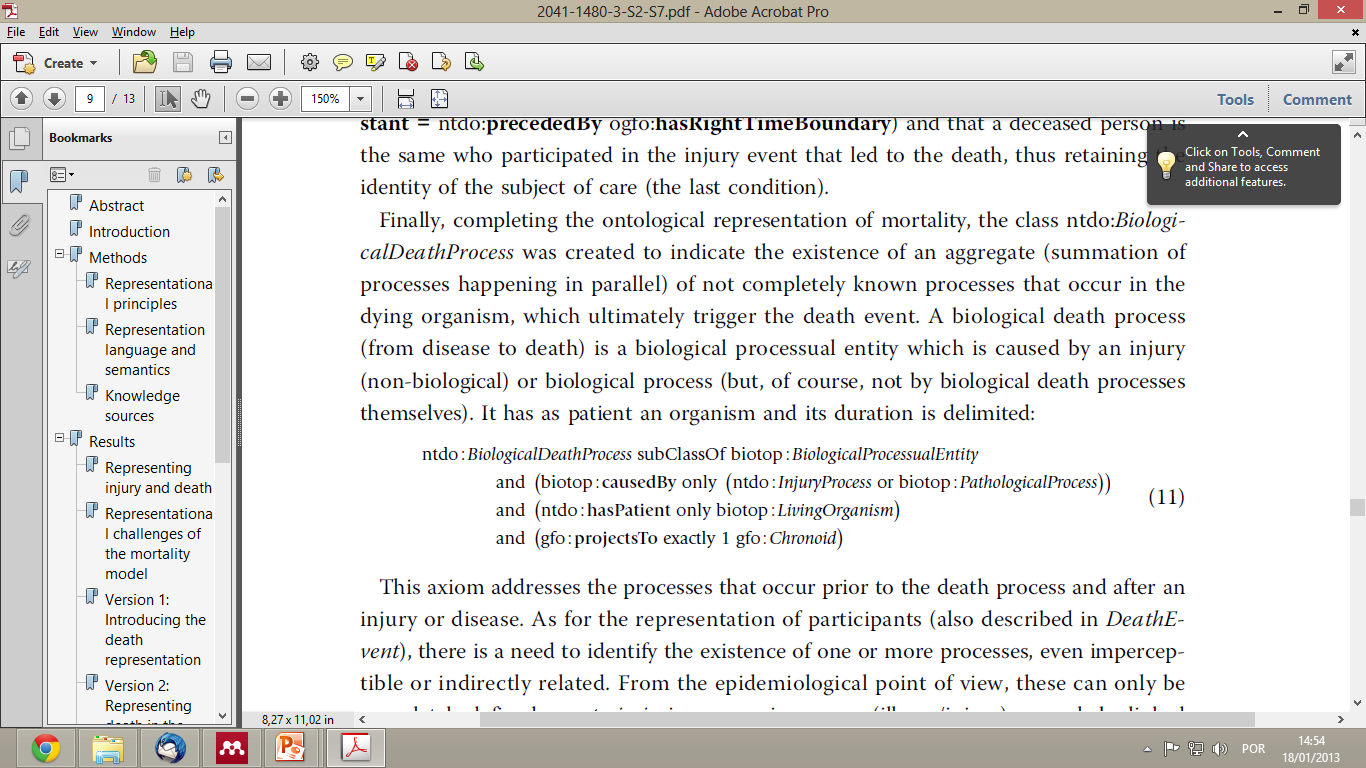 2041-1480-3-S2-S7.pdf - Adobe Acrobat Pro
File Edit View Window Help
Create
9 / 13
150%
Tools
Comment
Bookmarks
Abstract
Introduction
Methods
Representationa
l principles
Representation
language and
semantics
Knowledge
sources
Results
Representing
injury and death
Representationa
l challenges of
the mortality
model
Version 1:
Introducing the
death
representation
Version 2:
Representing
death in the
stant = ntdo:precededBy ogfo:hasRightTimeBoundary) and that a deceased person is
the same who participated in the injury event that led to the death, thus retaining the
identity of the subject of care (the last condition).
Finally, completing the ontological representation of mortality, the class ntdo:Biologi-
calDeathProcess was created to indicate the existence of an aggregate (summation of
processes happening in parallel) of not completely known processes that occur in the
dying organism, which ultimately trigger the death event. A biological death process
(from disease to death) is a biological processual entity which is caused by an injury
(non-biological) or biological process (but, of course, not by biological death processes
themselves). It has as patient an organism and its duration is delimited:
ntdo:BiologicalDeathProcess subClassOf biotop:BiologicalProcessualEntity
and (biotop:causedBy only (ntdo:InjuryProcess or biotop:PathologicalProcess))
and (ntdo:hasPatient only biotop:LivingOrganism)
and (gfo:projectsTo exactly 1 gfo:Chronoid)
(11)
This axiom addresses the processes that occur prior to the death process and after an
injury or disease. As for the representation of participants (also described in DeathE-
vent), there is a need to identify the existence of one or more processes, even impercep-
tible or indirectly related. From the epidemiological point of view, these can only be
Click on Tools, Comment
and Share to access
additional features.
8,27 x 11,02 in
POR
14:54
18/01/2013